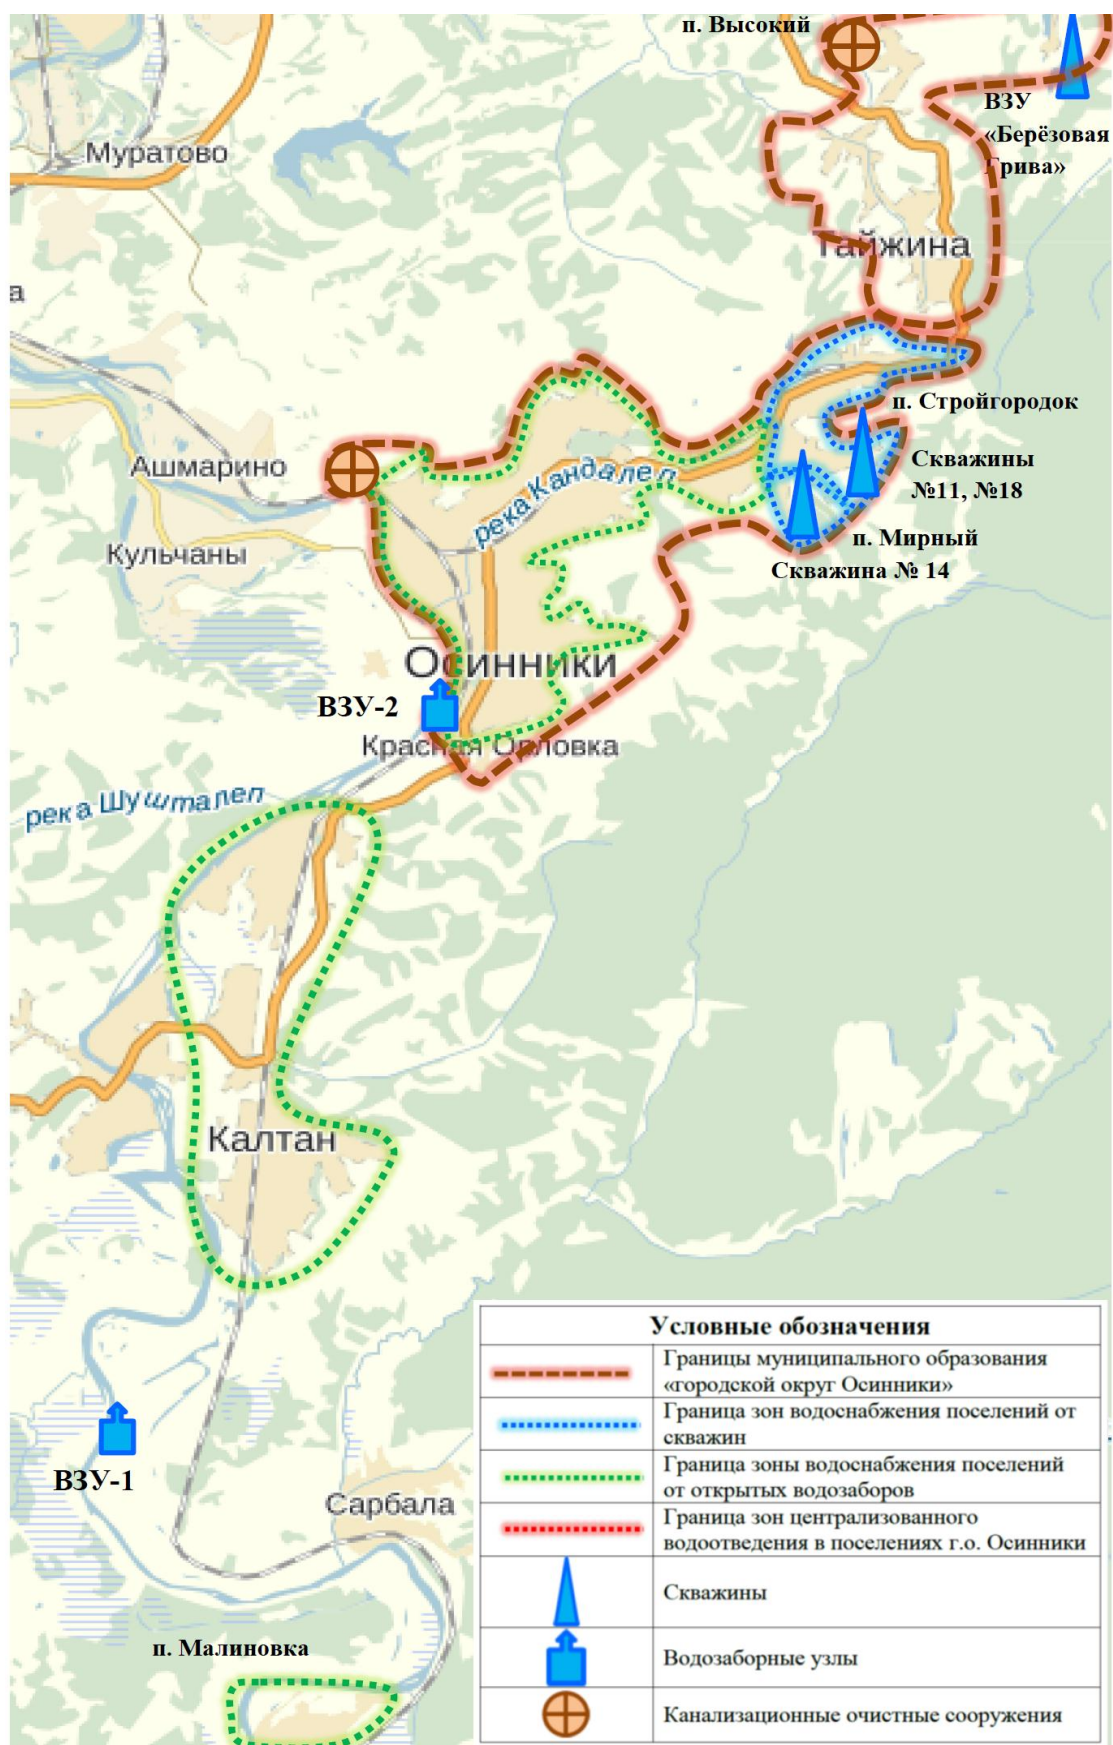 п. Высокий
ВЗУ
«Берёзовая
Грива»
Муратово
Тайжина
а
п. Стройгородок
Ашмарино
река Кандалеп
Скважины
№11, №18
Кульчаны
п. Мирный
Скважина № 14
Осинники
ВЗУ-2
Красная Орловка
река Шушталеп
Калтан
ВЗУ-1
Сарбала
п. Малиновка
Условные обозначения
Границы муниципального образования
«городской округ Осинники»
Граница зон водоснабжения поселений от
скважин
Граница зоны водоснабжения поселений
от открытых водозаборов
Граница зон централизованного
водоотведения в поселениях г.о. Осинники
Скважины
Водозаборные узлы
Канализационные очистные сооружения